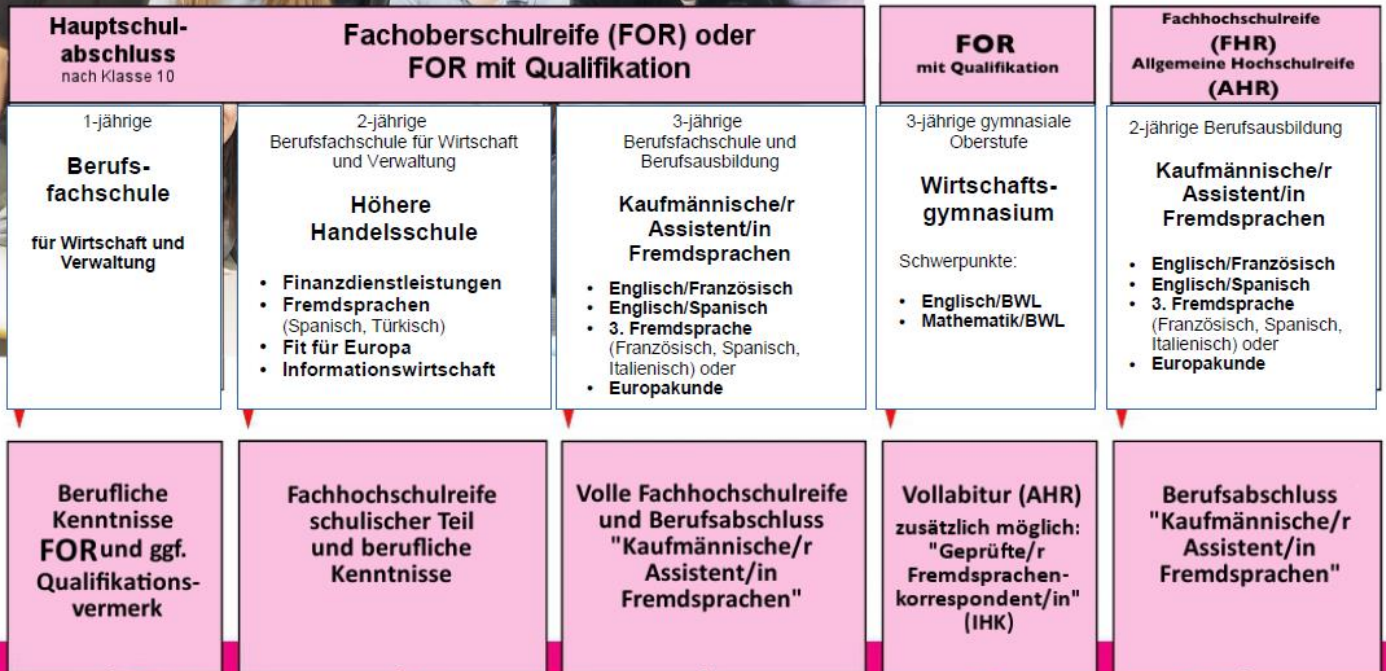 Hauptschul-
abschluss
nach Klasse 10
Fachoberschulreife (FOR) oder
FOR mit Qualifikation
FOR
mit Qualifikation
Fachhochschulreife
(FHR)
Allgemeine Hochschulreife
(AHR)
1-jährige
Berufs-
fachschule
für Wirtschaft und
Verwaltung
2-jährige
Berufsfachschule für Wirtschaft
und Verwaltung
Höhere
Handelsschule
• Finanzdienstleistungen
• Fremdsprachen
(Spanisch, Türkisch)
• Fit für Europa
• Informationswirtschaft
3-jährige
Berufsfachschule und
Berufsausbildung
Kaufmännische/r
Assistent/in
Fremdsprachen
• Englisch/Französisch
• Englisch/Spanisch
• 3. Fremdsprache
(Französisch, Spanisch,
Italienisch) oder
• Europakunde
3-jährige gymnasiale
Oberstufe
Wirtschafts-
gymnasium
Schwerpunkte:
• Englisch/BWL
• Mathematik/BWL
2-jährige Berufsausbildung
Kaufmännische/r
Assistent/in
Fremdsprachen
• Englisch/Französisch
• Englisch/Spanisch
• 3. Fremdsprache
(Französisch, Spanisch,
Italienisch) oder
• Europakunde
Berufliche
Kenntnisse
FOR und ggf.
Qualifikations-
vermerk
Fachhochschulreife
schulischer Teil
und berufliche
Kenntnisse
Volle Fachhochschulreife
und Berufsabschluss
"Kaufmännische/r
Assistent/in
Fremdsprachen"
Vollabitur (AHR)
zusätzlich möglich:
"Geprüfte/r
Fremdsprachen-
korrespondent/in"
(IHK)
Berufsabschluss
"Kaufmännische/r
Assistent/in
Fremdsprachen"